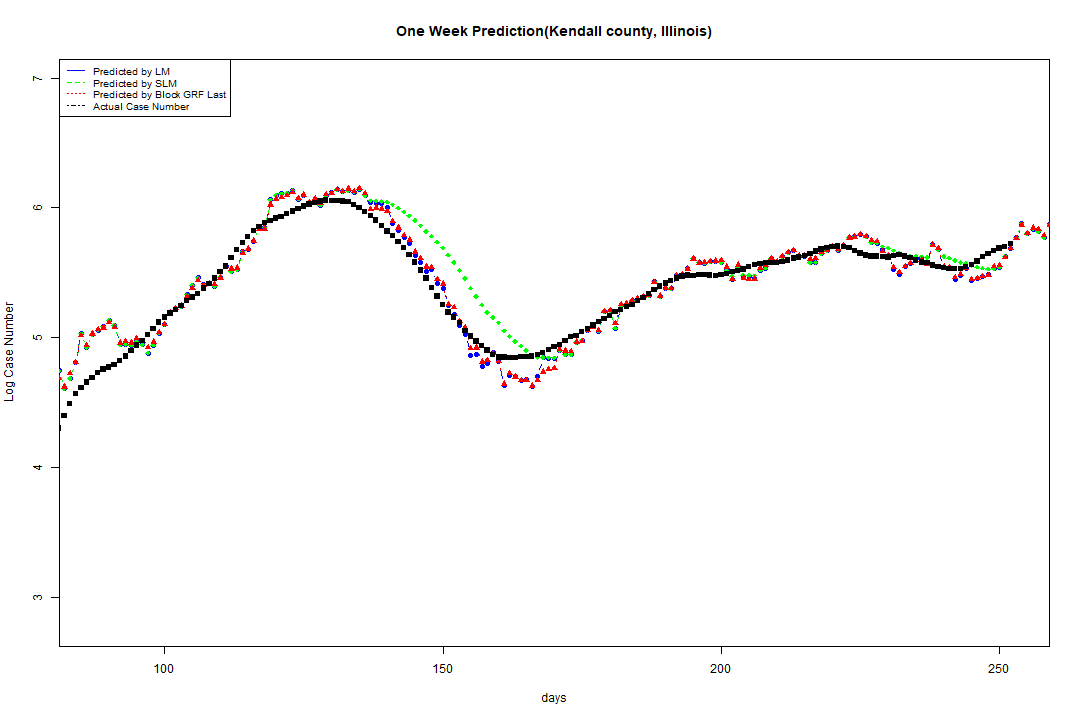 One Week Prediction(Kendall county, Illinois)
Predicted by LM
Predicted by SLM
Predicted by Block GRF Last
Actual Case Number
7
6
5
4
3
Log Case Number
100 150 200 250
days